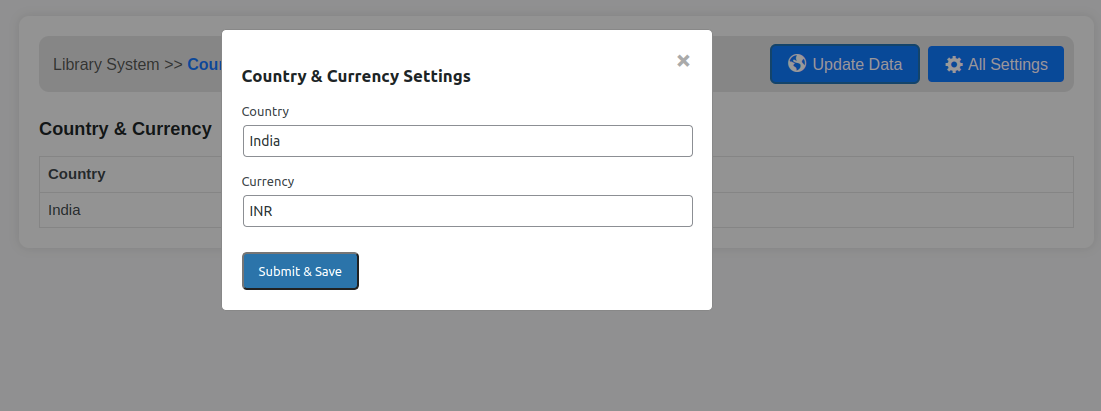 Library System >> Cour
Update Data
All Settings
Country & Currency
Country
India
×
Country & Currency Settings
Country
India
Currency
INR
Submit & Save